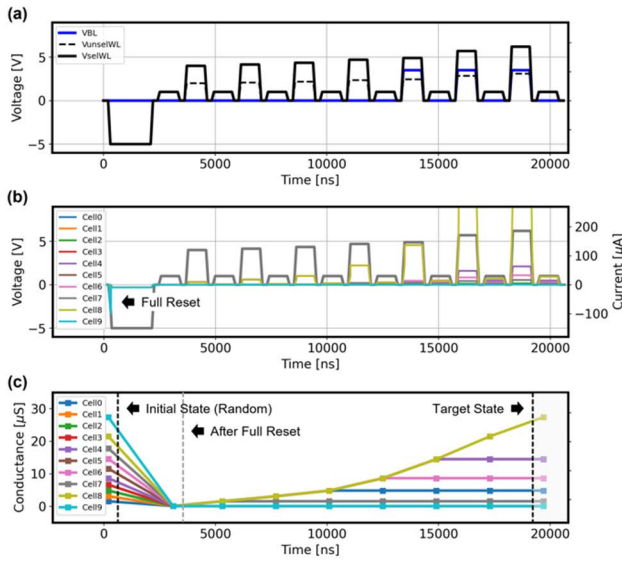 (a)
VBL
VunselWL
VselWL
5
0
−5
Voltage [V]
0
5000
10000
15000
20000
Time [ns]
(b)
Cell0
Cell1
Cell2
Cell3
Cell4
Cell5
Cell6
Cell7
Cell8
Cell9
Full Reset
5
0
−5
Voltage [V]
200
100
0
−100
Current [μA]
0
5000
10000
15000
20000
Time [ns]
(c)
Cell0
Cell1
Cell2
Cell3
Cell4
Cell5
Cell6
Cell7
Cell8
Cell9
Initial State (Random)
Target State
After Full Reset
30
20
10
0
Conductance [μS]
0
5000
10000
15000
20000
Time [ns]